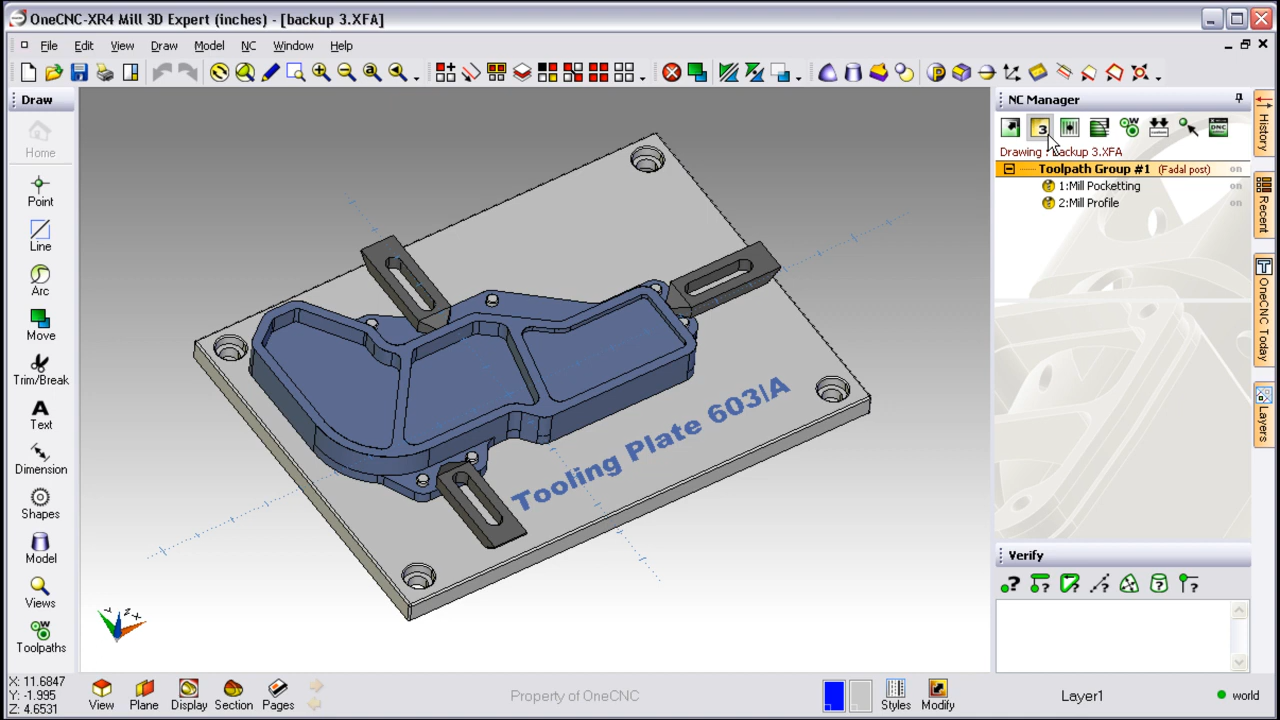 OneCNC-XR4 Mill 3D Expert (inches) - [backup 3.XFA]
File Edit View Draw Model NC Window Help
Draw
Home
Point
Line
Arc
Move
Trim/Break
Text
Dimension
Shapes
Model
Views
Toolpaths
Tooling Plate 603/A
NC Manager
3
DNC
Drawing : Backup 3.XFA
Toolpath Group #1 (Fadal post) on
1:Mill Pocketting on
2:Mill Profile on
Verify
History
Recent
OneCNC Today
Layers
X: 11.6847
Y: -1.995
Z: 4.6531
View
Plane
Display
Section
Pages
Property of OneCNC
Styles
Modify
Layer1
world